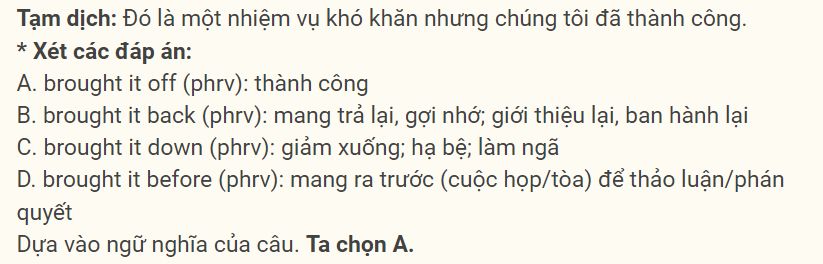 Tạm dịch: Đó là một nhiệm vụ khó khăn nhưng chúng tôi đã thành công.
* Xét các đáp án:
A. brought it off (phrv): thành công
B. brought it back (phrv): mang trả lại, gợi nhớ; giới thiệu lại, ban hành lại
C. brought it down (phrv): giảm xuống; hạ bệ; làm ngã
D. brought it before (phrv): mang ra trước (cuộc họp/tòa) để thảo luận/phán
quyết
Dựa vào ngữ nghĩa của câu. Ta chọn A.